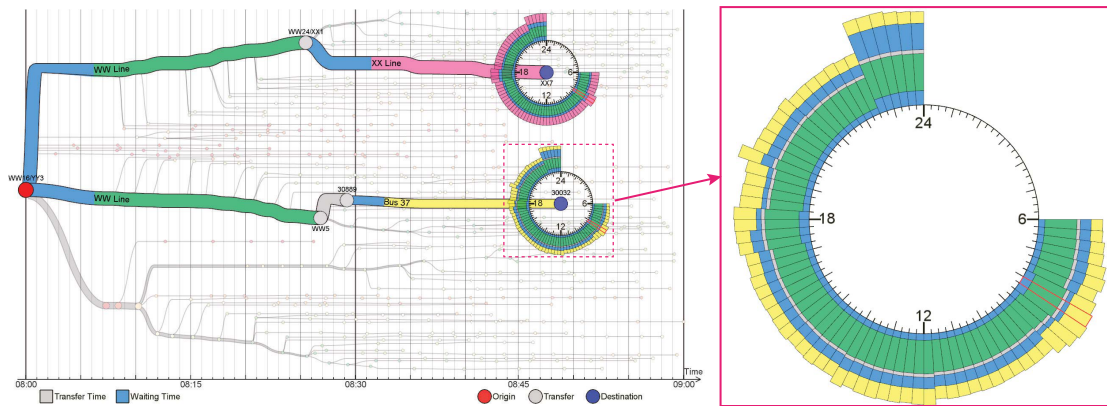 WW24/XX1
24
WW Line
XX Line
18
6
XX7
12
WW16/YY3
WW Line
30889
Bus 37
WW5
24
30032
18
6
12
24
18
6
12
Time
08:00
08:15
08:30
08:45
09:00
Transfer Time
Waiting Time
Origin
Transfer
Destination